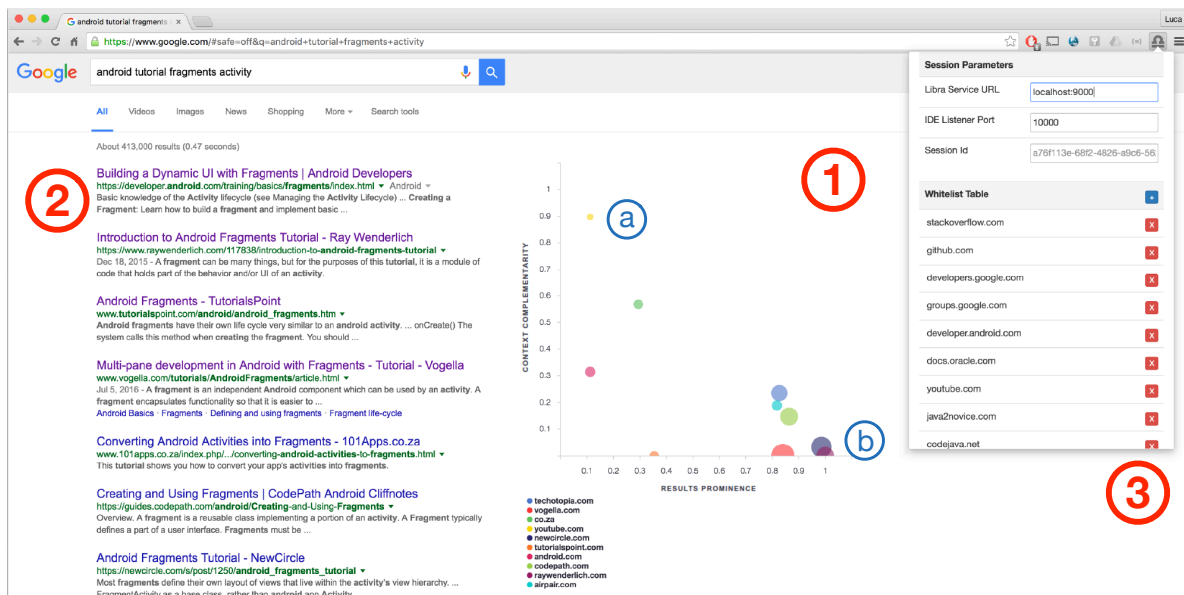 G android tutorial fragments
Luca
https://www.google.com/#safe=off&q=android+tutorial+fragments+activity
Google
android tutorial fragments activity
All Videos Images News Shopping More Search tools
About 413,000 results (0.47 seconds)
2
Building a Dynamic UI with Fragments | Android Developers
https://developer.android.com/training/basics/fragments/index.html Android
Basic knowledge of the Activity lifecycle (see Managing the Activity Lifecycle) ... Creating a
Fragment: Learn how to build a fragment and implement basic ...
Introduction to Android Fragments Tutorial - Ray Wenderlich
https://www.raywenderlich.com/117838/introduction-to-android-fragments-tutorial
Dec 18, 2015 - A fragment can be many things, but for the purposes of this tutorial, it is a module of
code that holds part of the behavior and/or UI of an activity.
Android Fragments - TutorialsPoint
www.tutorialspoint.com/android/android_fragments.htm
Android fragments have their own life cycle very similar to an android activity. ... onCreate() The
system calls this method when creating the fragment. You should ...
Multi-pane development in Android with Fragments - Tutorial - Vogella
www.vogella.com/tutorials/AndroidFragments/article.html
Jul 5, 2016 - A fragment is an independent Android component which can be used by an activity. A
fragment encapsulates functionality so that it is easier to ...
Android Basics · Fragments · Defining and using fragments · Fragment life-cycle
Converting Android Activities into Fragments - 101Apps.co.za
www.101apps.co.za/index.php/.../converting-android-activities-to-fragments.html
This tutorial shows you how to convert your app's activities into fragments.
Creating and Using Fragments | CodePath Android Cliffnotes
https://guides.codepath.com/android/Creating-and-Using-Fragments
Overview. A fragment is a reusable class implementing a portion of an activity. A Fragment typically
defines a part of a user interface. Fragments must be ...
Android Fragments Tutorial - NewCircle
https://newcircle.com/s/post/1250/android_fragments_tutorial
Most fragments define their own layout of views that live within the activity's view hierarchy. ...
FragmentActivity as a base class, rather than android.app.Activity
1
CONTEXT COMPLEMENTARITY
1
0.9
0.8
0.7
0.6
0.5
0.4
0.3
0.2
0.1
a
b
0.1 0.2 0.3 0.4 0.5 0.6 0.7 0.8 0.9 1
RESULTS PROMINENCE
techotopia.com
vogella.com
co.za
youtube.com
newcircle.com
tutorialspoint.com
android.com
codepath.com
raywenderlich.com
airpair.com
Session Parameters
Libra Service URL localhost:9000
IDE Listener Port 10000
Session Id a76f113e-68f2-4826-a9c6-56
Whitelist Table +
stackoverflow.com X
github.com X
developers.google.com X
groups.google.com X
developer.android.com X
docs.oracle.com X
youtube.com X
java2novice.com X
codejava.net X
3